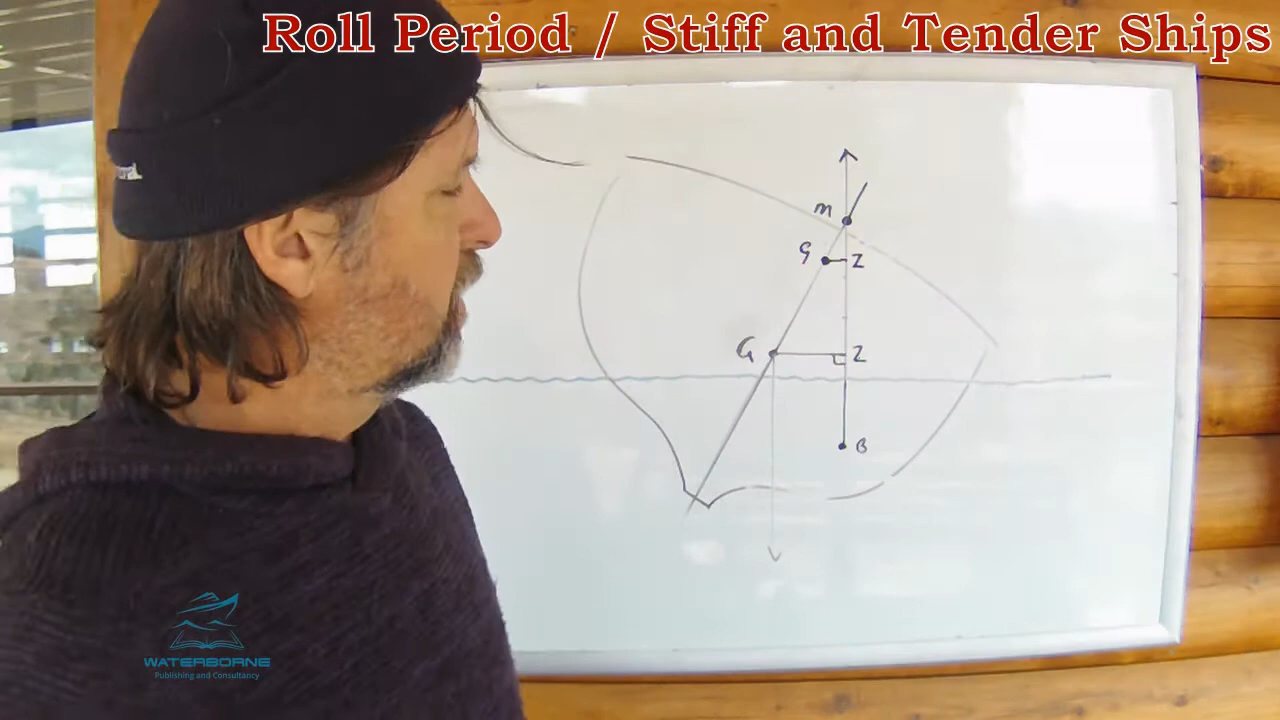 Roll Period / Stiff and Tender Ships
M
G Z
G Z
B
WATERBORNE
Publishing and Consultancy